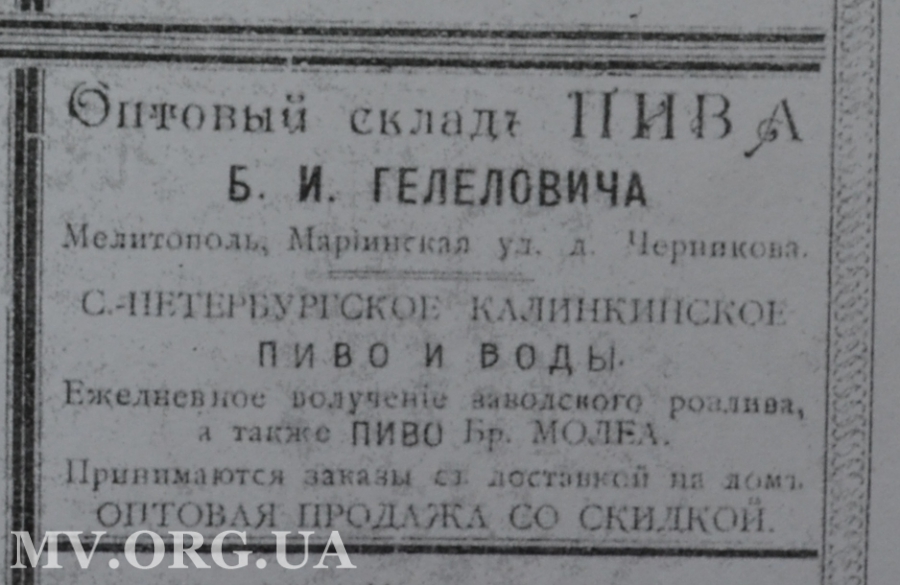 Оптовый складъ ПИВА
Б. И. ГЕЛЕЛОВИЧА
Мелитополь, Маріинская ул. д. Черникова.
С.-ПЕТЕРБУРГСКОЕ КАЛИНКИНСКОЕ
ПИВО И ВОДЫ.
Ежедневное получение заводского розлива,
а также ПИВО Бр. МОЛЕА.
Принимаются заказы съ доставкой на домъ.
ОПТОВАЯ ПРОДАЖА СО СКИДКОЙ.
MV.ORG.UA